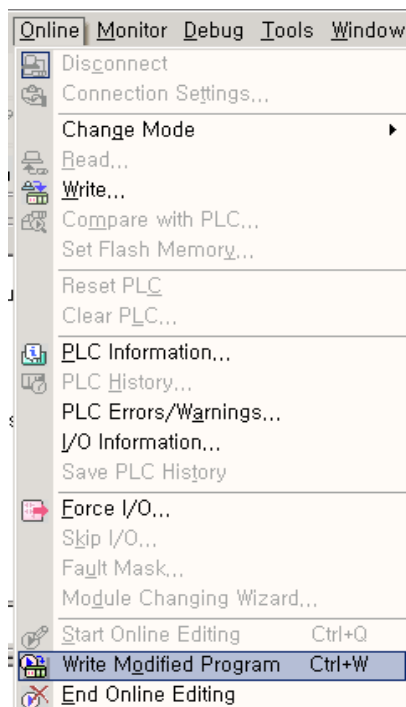 Online Monitor Debug Tools Window
Disconnect
Connection Settings...
Change Mode
Read...
Write...
Compare with PLC...
Set Flash Memory...
Reset PLC
Clear PLC...
PLC Information...
PLC History...
PLC Errors/Warnings...
I/O Information...
Save PLC History
Force I/O...
Skip I/O...
Fault Mask...
Module Changing Wizard...
Start Online Editing Ctrl+Q
Write Modified Program Ctrl+W
End Online Editing